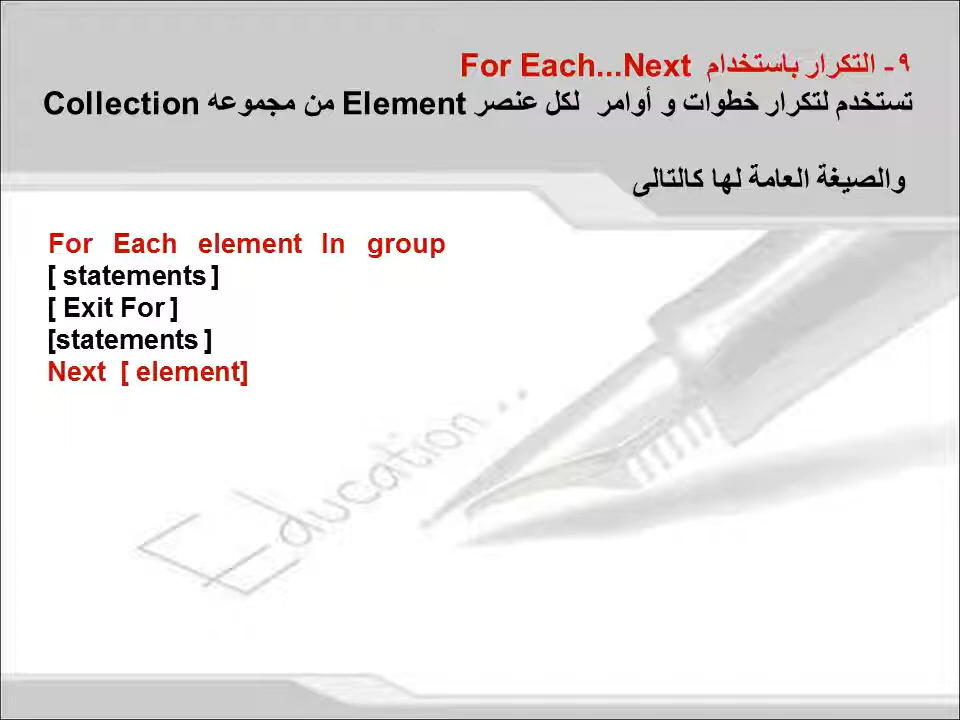 ٩ - التكرار باستخدام For Each...Next
تستخدم لتكرار خطوات و أوامر لكل عنصر Element من مجموعه Collection
والصيغة العامة لها كالتالى
For Each element In group
[ statements ]
[ Exit For ]
[statements ]
Next [ element]
Education ..